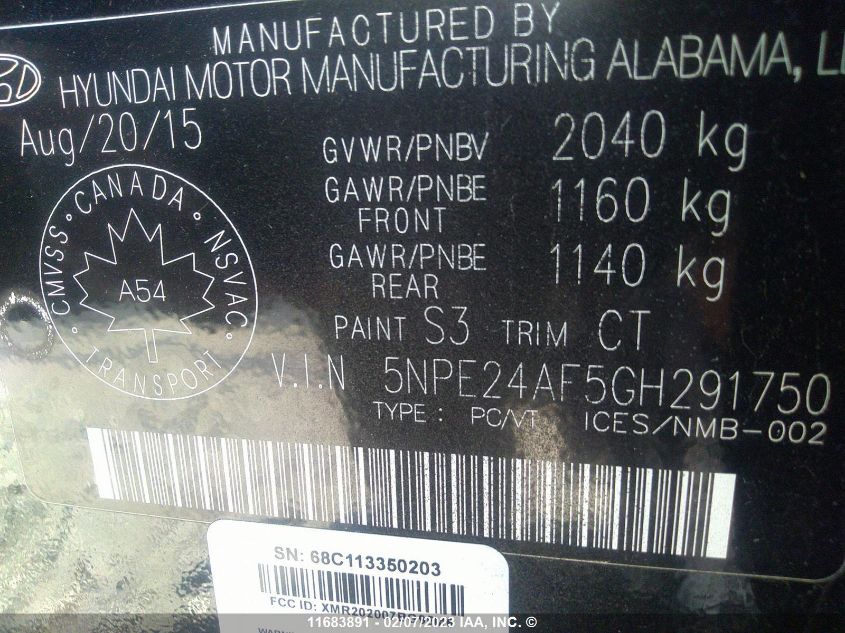 MANUFACTURED BY
HYUNDAI MOTOR MANUFACTURING ALABAMA,
Aug/20/15
GVWR/PNBV 2040 kg
GAWR/PNBE FRONT 1160 kg
GAWR/PNBE REAR 1140 kg
CMVSS • CANADA • NSVAC • TRANSPORT •
A54
PAINT S3 TRIM CT
V.I.N 5NPE24AF5GH291750
TYPE : PC/VT ICES/NMB-002
SN: 68C113350203
FCC ID:
11683891 - 02/07/2023 IAA, Inc.